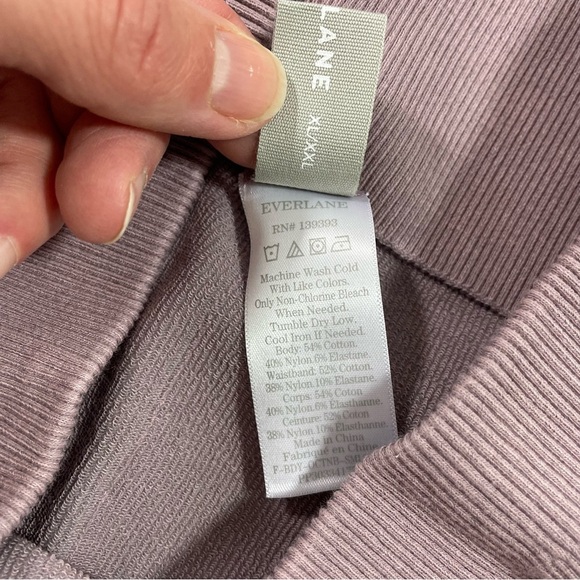 LANE
XL/XXL
EVERLANE
RN# 139393
Machine Wash Cold
With Like Colors.
Only Non-Chlorine Bleach
When Needed.
Tumble Dry Low.
Cool Iron If Needed.
Body: 54% Cotton.
40% Nylon.6% Elastane.
Waistband: 52% Cotton.
38% Nylon.10% Elastane.
Corps: 54% Coton
40% Nylon.6% Elasthanne.
Ceinture: 52% Coton
38% Nylon.10% Elasthanne.
Made in China
Fabriqué en Chine